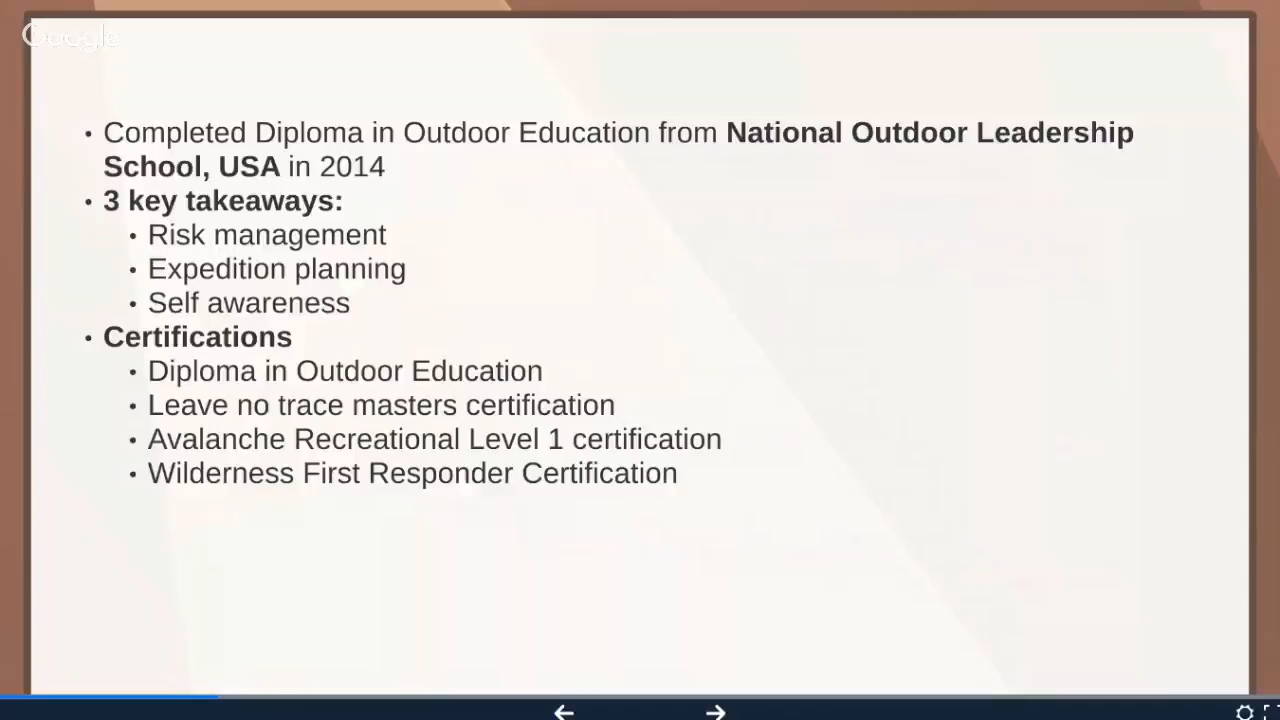 Google
• Completed Diploma in Outdoor Education from National Outdoor Leadership
School, USA in 2014
• 3 key takeaways:
• Risk management
• Expedition planning
• Self awareness
• Certifications
• Diploma in Outdoor Education
• Leave no trace masters certification
• Avalanche Recreational Level 1 certification
• Wilderness First Responder Certification